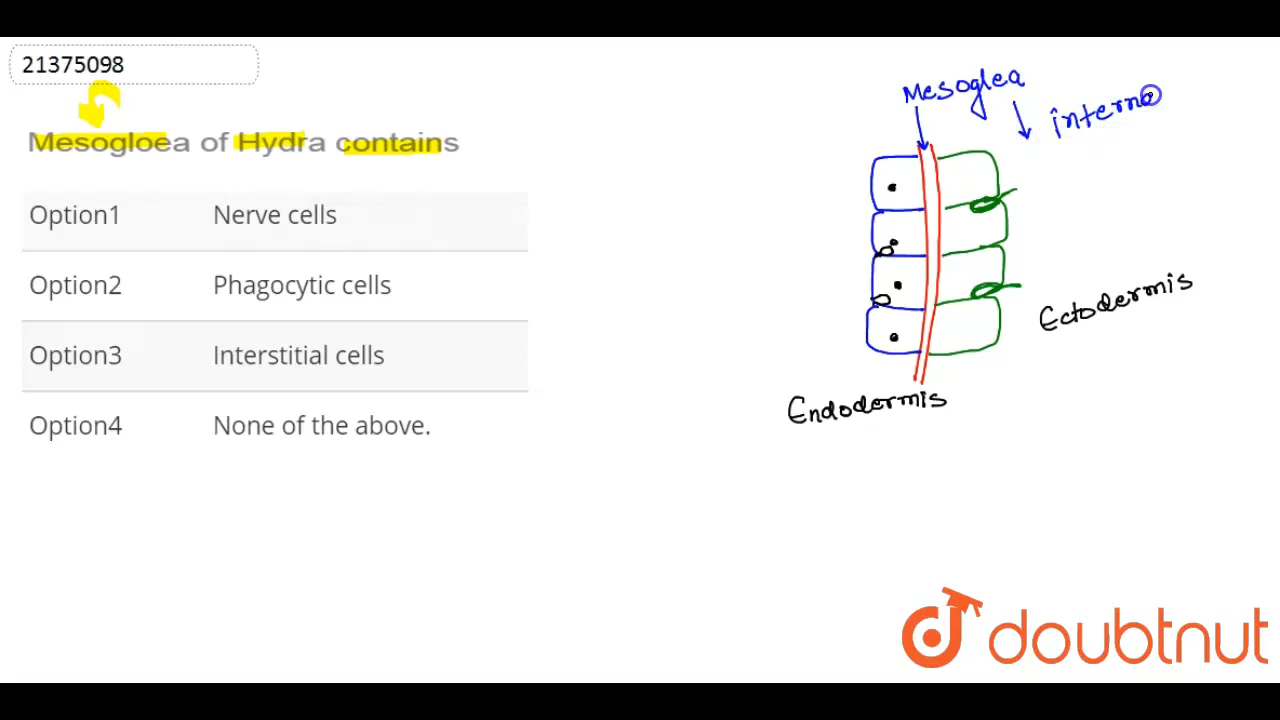 21375098
Mesogloea of Hydra contains
Option1 Nerve cells
Option2 Phagocytic cells
Option3 Interstitial cells
Option4 None of the above.
Mesoglea
Ectodermis
Endodermis
doubtnut